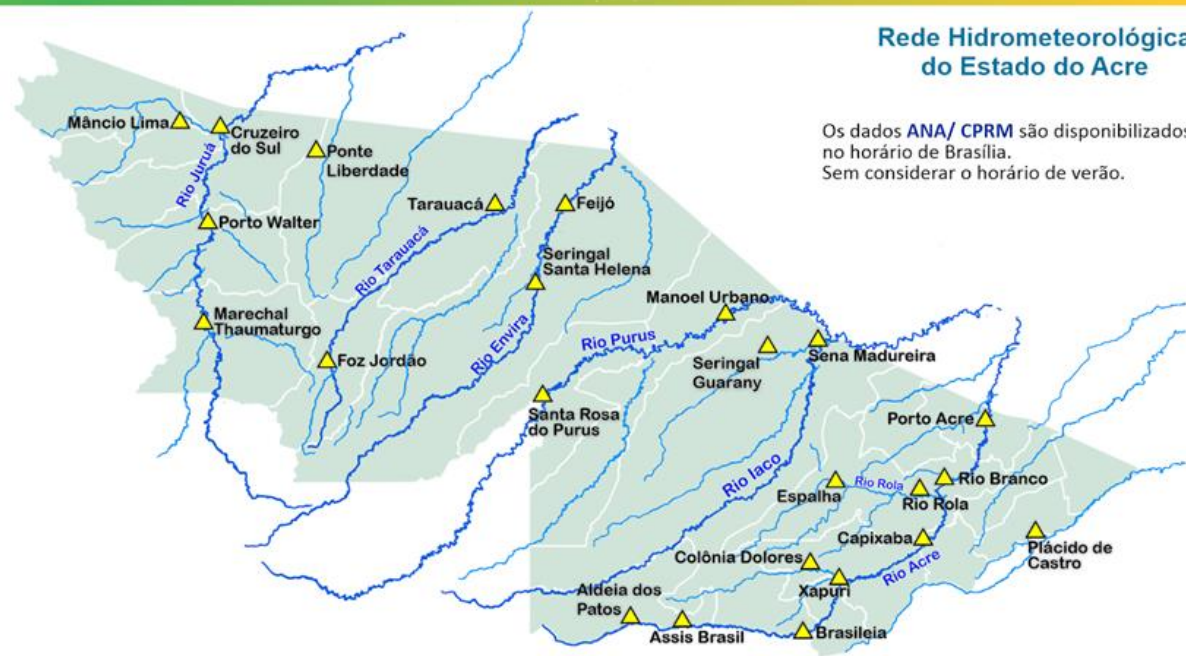 Rede Hidrometeorológica
do Estado do Acre
Os dados ANA/ CPRM são disponibilizados
no horário de Brasília.
Sem considerar o horário de verão.
Mâncio Lima
Cruzeiro
do Sul
Ponte
Liberdade
Rio Juruá
Porto Walter
Tarauacá
Feijó
Rio Tarauacá
Seringal
Santa Helena
Marechal
Thaumaturgo
Foz Jordão
Rio Envira
Manoel Urbano
Rio Purus
Seringal
Guarany
Sena Madureira
Santa Rosa
do Purus
Porto Acre
Rio Iaco
Espalha
Rio Rola
Rio Rola
Rio Branco
Capixaba
Plácido de
Castro
Colônia Dolores
Xapuri
Rio Acre
Aldeia dos
Patos
Assis Brasil
Brasileia